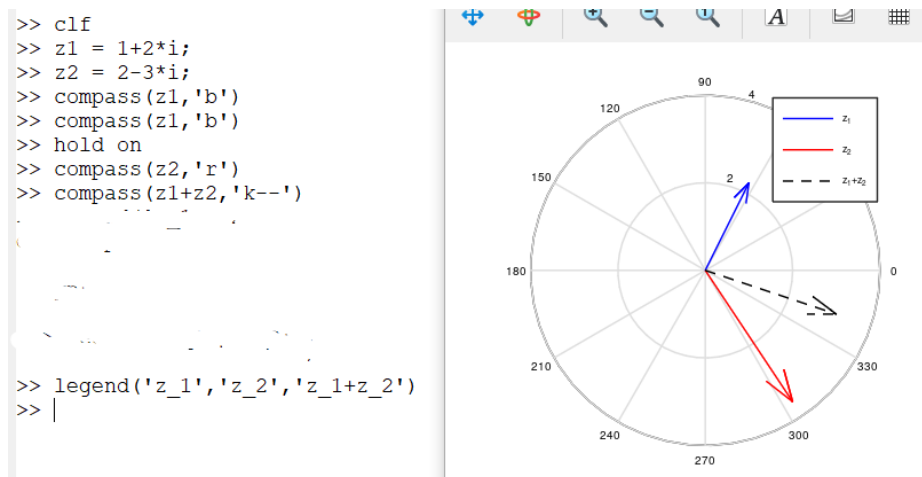 >> clf
>> z1 = 1+2*i;
>> z2 = 2-3*i;
>> compass(z1,'b')
>> compass(z1,'b')
>> hold on
>> compass(z2,'r')
>> compass(z1+z2,'k--')
>> legend('z_1','z_2','z_1+z_2')
>>
A
90
4
120
z₁
z₂
150
2
z₁+z₂
180
0
210
330
240
300
270